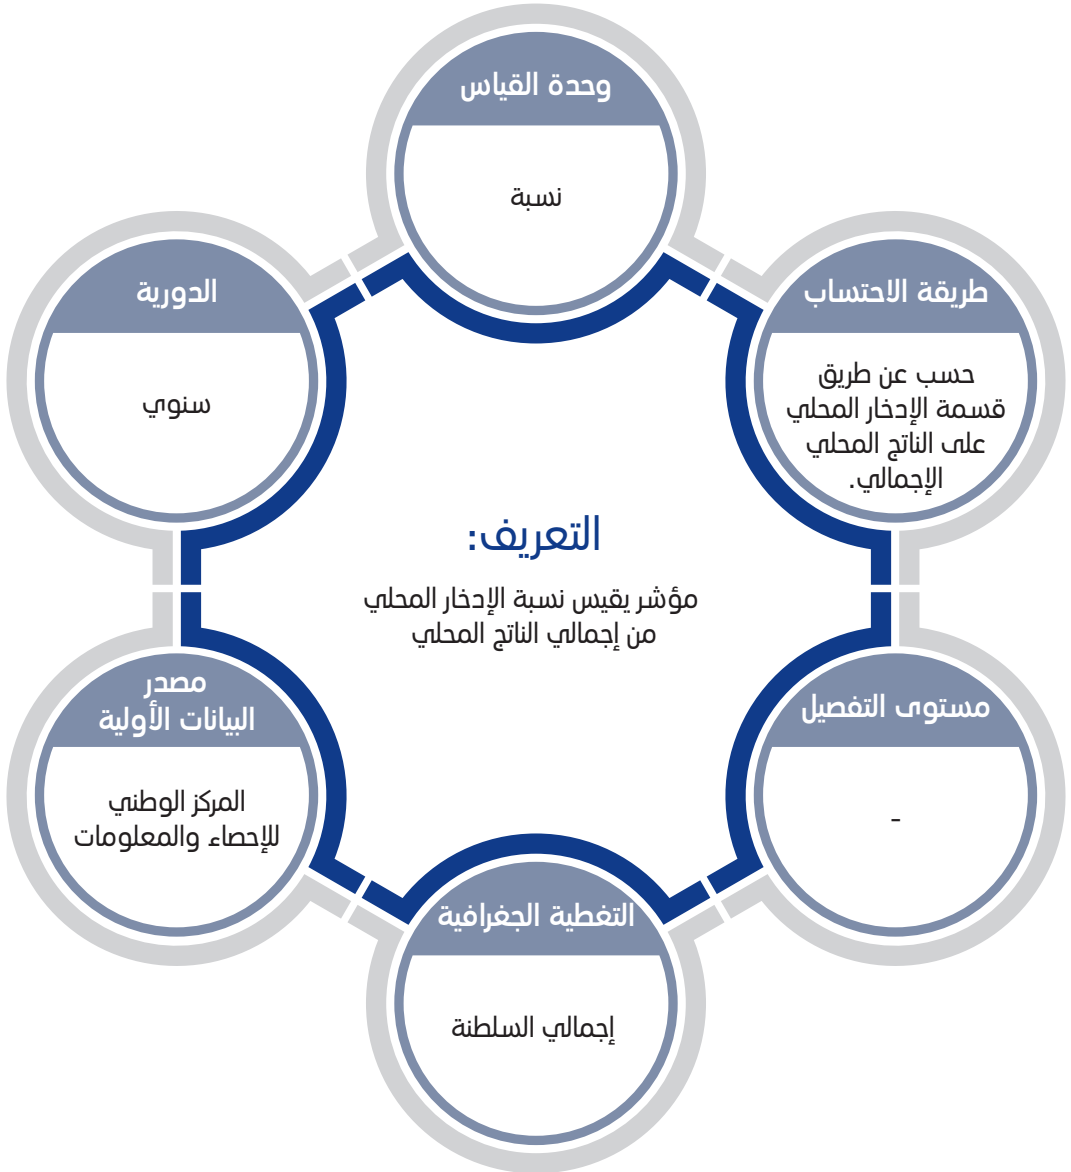 وحدة القياس
نسبة
طريقة الاحتساب
حسب عن طريق
قسمة الإدخار المحلي
على الناتج المحلي
الإجمالي.
الدورية
سنوي
التعريف:
مؤشر يقيس نسبة الإدخار المحلي
من إجمالي الناتج المحلي
مستوى التفصيل
-
مصدر
البيانات الأولية
المركز الوطني
للإحصاء والمعلومات
التغطية الجغرافية
إجمالي السلطنة